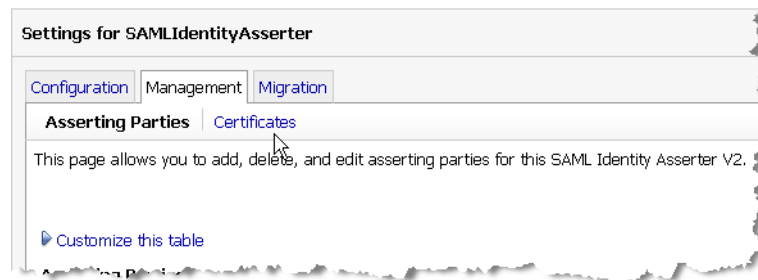 Settings for SAMLIdentityAsserter
Configuration Management Migration
Asserting Parties Certificates
This page allows you to add, delete, and edit asserting parties for this SAML Identity Asserter V2.
Customize this table